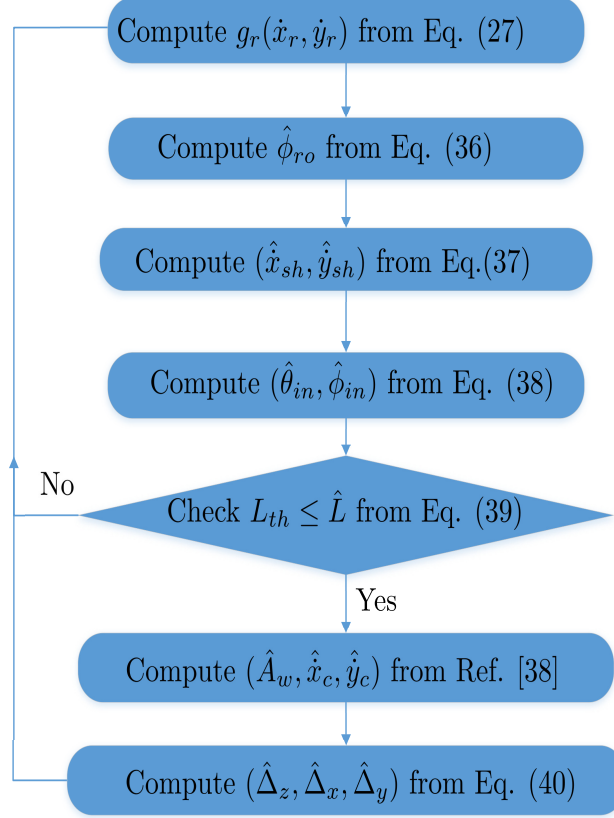 Compute $g_r(\dot{x}_r, \dot{y}_r)$ from Eq. (27)
Compute $\hat{\phi}_{ro}$ from Eq. (36)
Compute $(\hat{\dot{x}}_{sh}, \hat{\dot{y}}_{sh})$ from Eq.(37)
Compute $(\hat{\theta}_{in}, \hat{\phi}_{in})$ from Eq. (38)
No
Check $L_{th} \leq \hat{L}$ from Eq. (39)
Yes
Compute $(\hat{A}_w, \hat{\dot{x}}_c, \hat{\dot{y}}_c)$ from Ref. [38]
Compute $(\hat{\Delta}_z, \hat{\Delta}_x, \hat{\Delta}_y)$ from Eq. (40)